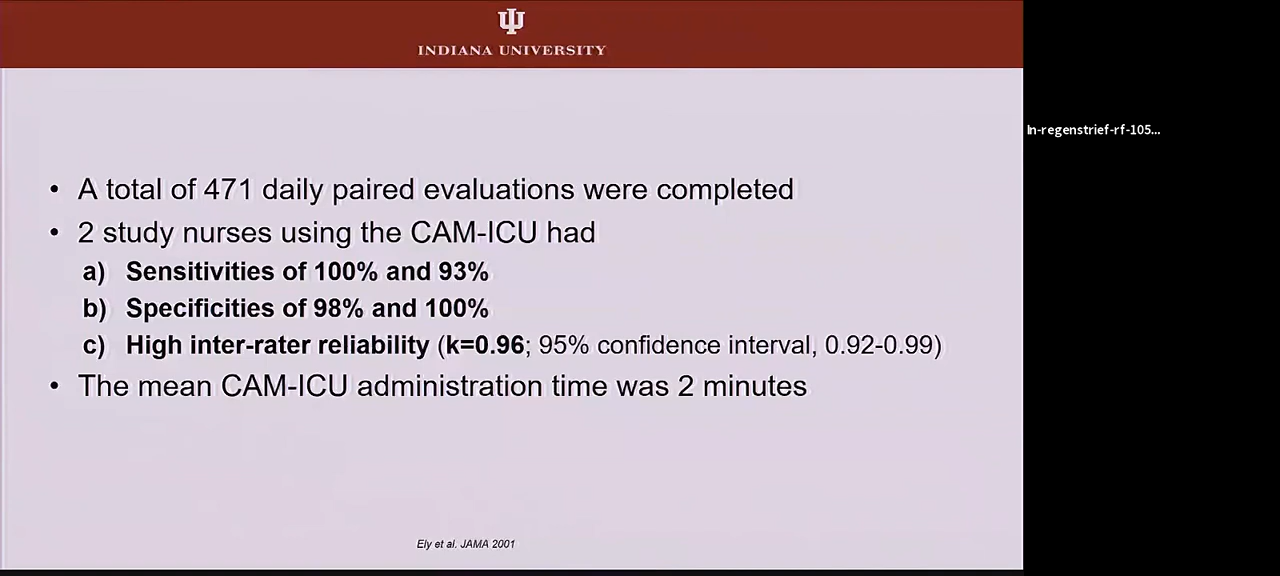 INDIANA UNIVERSITY
• A total of 471 daily paired evaluations were completed
• 2 study nurses using the CAM-ICU had
a) Sensitivities of 100% and 93%
b) Specificities of 98% and 100%
c) High inter-rater reliability (k=0.96; 95% confidence interval, 0.92-0.99)
• The mean CAM-ICU administration time was 2 minutes
Ely et al. JAMA 2001
In-regenstrief-rf-105...